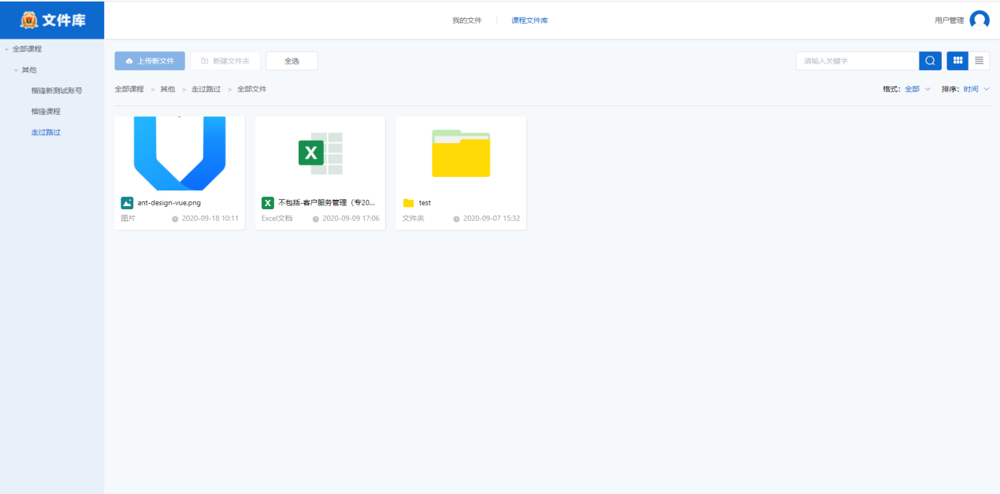 文件库
我的文件 课程文件库
用户管理
全部课程
其他
楷锋新测试账号
楷锋课程
走过路过
上传新文件 新建文件夹 全选
请输入关键字
全部课程 > 其他 > 走过路过 > 全部文件
格式: 全部 排序: 时间
ant-design-vue.png
图片 2020-09-18 10:11
不包括-客户服务管理（专20...
Excel文档 2020-09-09 17:06
test
文件夹 2020-09-07 15:32